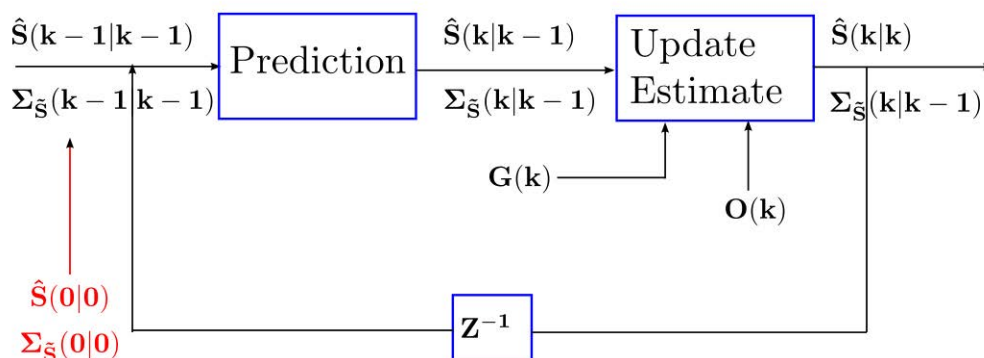 Ŝ(k − 1|k − 1)
Σ_S̃(k − 1|k − 1)
Prediction
Ŝ(k|k − 1)
Σ_S̃(k|k − 1)
Update
Estimate
Ŝ(k|k)
Σ_S̃(k|k − 1)
G(k)
O(k)
Ŝ(0|0)
Σ_S̃(0|0)
Z⁻¹